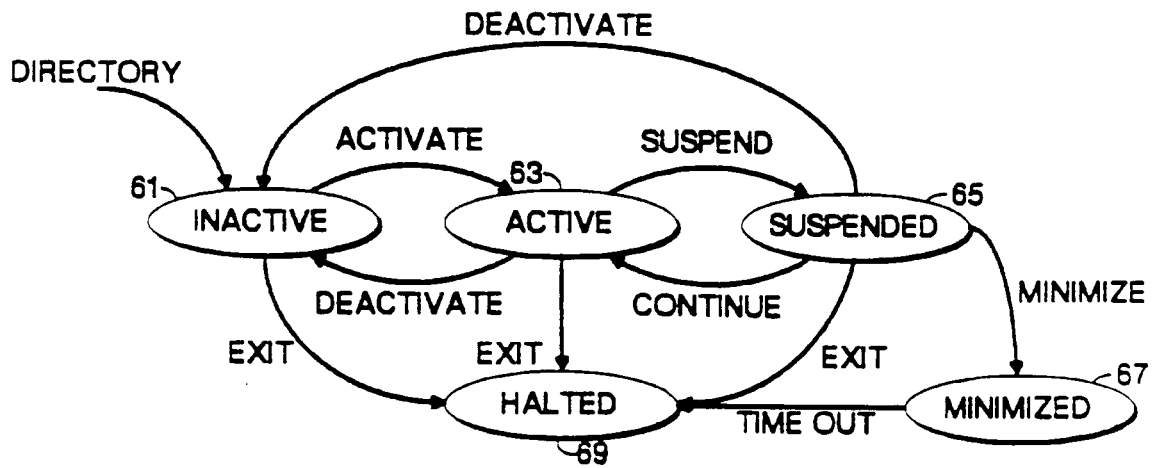 DEACTIVATE
DIRECTORY
ACTIVATE
SUSPEND
61
63
65
INACTIVE
ACTIVE
SUSPENDED
DEACTIVATE
CONTINUE
MINIMIZE
EXIT
EXIT
EXIT
67
HALTED
MINIMIZED
TIME OUT
69